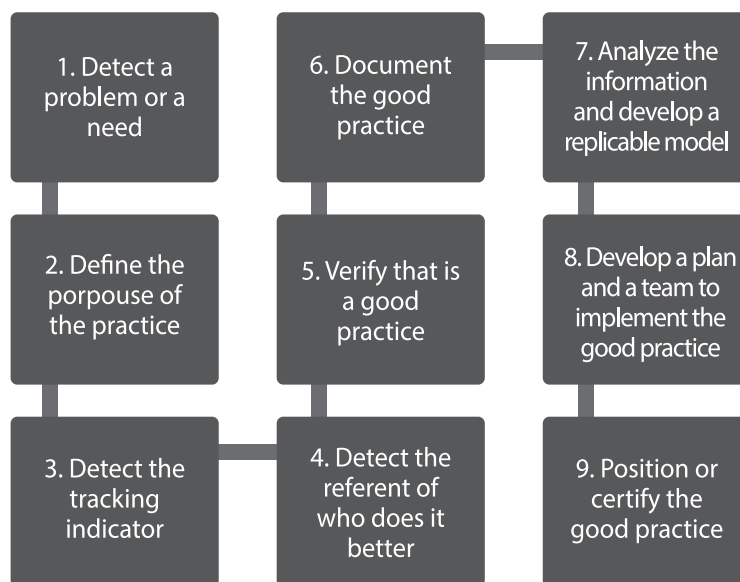 1. Detect a
problem or a
need
2. Define the
porpouse of
the practice
3. Detect the
tracking
indicator
4. Detect the
referent of
who does it
better
5. Verify that is
a good
practice
6. Document
the good
practice
7. Analyze the
information
and develop a
replicable model
8. Develop a plan
and a team to
implement the
good practice
9. Position or
certify the
good practice